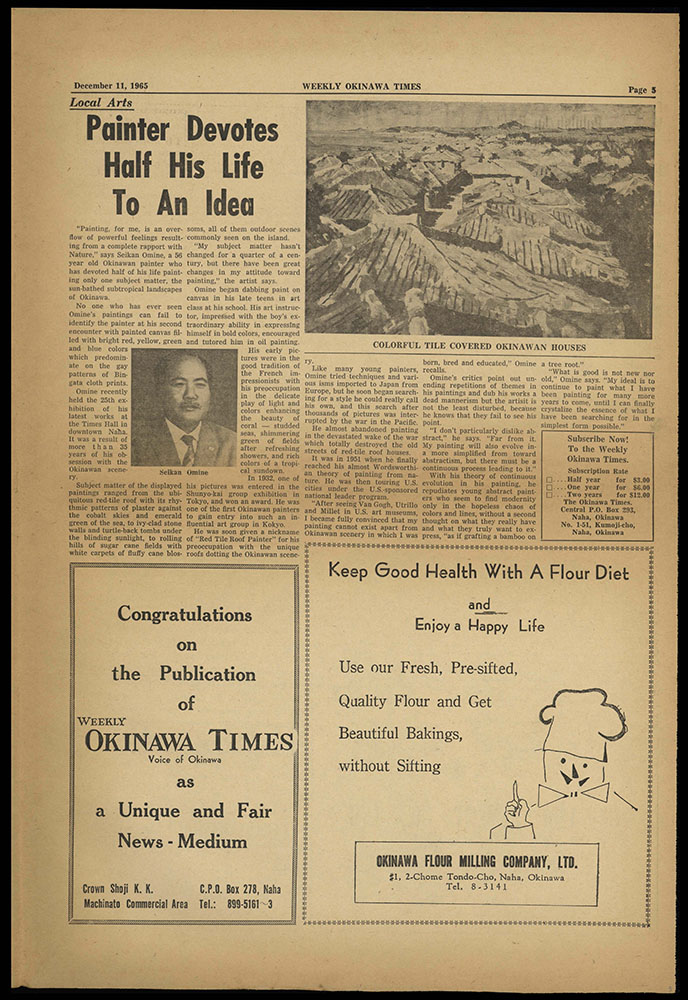 December 11, 1965
WEEKLY OKINAWA TIMES
Page 5
Local Arts
Painter Devotes
Half His Life
To An Idea
"Painting, for me, is an over-
flow of powerful feelings result-
ing from a complete rapport with
Nature," says Seikan Omine, a 56
year old Okinawan painter who
has devoted half of his life paint-
ing only one subject matter, the
sun-bathed subtropical landscapes
of Okinawa.
No one who has ever seen
Omine's paintings can fail to
identify the painter at his second
encounter with painted canvas fil-
led with bright red, yellow, green
and blue colors
which predomin-
ate on the gay
patterns of Bin-
gata cloth prints.
Omine recently
held the 25th ex-
hibition of his
latest works at
the Times Hall in
downtown Naha.
It was a result of
more than 35
years of his ob-
session with the
Okinawan scene-
ry.
Subject matter of the displayed
paintings ranged from the ubi-
quitous red-tile roof with its rhy-
thmic patterns of plaster against
the cobalt skies and emerald
green of the sea, to ivy-clad stone
walls and turtle-back tombs under
the blinding sunlight, to rolling
hills of sugar cane fields with
white carpets of fluffy cane blos-
soms, all of them outdoor scenes
commonly seen on the island.
"My subject matter hasn't
changed for a quarter of a cen-
tury, but there have been great
changes in my attitude toward
painting," the artist says.
Omine began dabbing paint on
canvas in his late teens in art
class at his school. His art instruc-
tor, impressed with the boy's ex-
traordinary ability in expressing
himself in bold colors, encouraged
and tutored him in oil painting.
His early pic-
tures were in the
good tradition of
the French im-
pressionists with
his preoccupation
in the delicate
play of light and
colors enhancing
the beauty of
coral — studded
seas, shimmering
green of fields
after refreshing
showers, and rich
colors of a tropi-
cal sundown.
In 1932, one of
his pictures was entered in the
Shunyo-kai group exhibition in
Tokyo, and won an award. He was
one of the first Okinawan painters
to gain entry into such an in
fluential art group in Kokyo.
He was soon given a nickname
of "Red Tile Roof Painter" for his
preoccupation with the unique
roofs dotting the Okinawan scene-
Seikan Omine
COLORFUL TILE COVERED OKINAWAN HOUSES
ry.
Like many young painters,
Omine tried techniques and vari-
ous isms imported to Japan from
Europe, but he soon began search-
ing for a style he could really call
his own, and this search after
thousands of pictures was inter-
rupted by the war in the Pacific.
He almost abandoned painting
in the devastated wake of the war
which totally destroyed the old
streets of red-tile roof houses.
It was in 1951 when he finally
reached his almost Wordsworthi-
an theory of painting from na-
ture. He was then touring U.S.
cities under the U.S.-sponsored
national leader program.
"After seeing Van Gogh, Utrillo
and Millet in U.S. art museums,
I became fully convinced that my
painting cannot exist apart from
Okinawan scenery in which I was
born, bred and educated," Omine
recalls.
Omine's critics point out un-
ending repetitions of themes in
his paintings and dub his works a
dead mannerism but the artist is
not the least disturbed, because
he knows that they fail to see his
point.
"I don't particularly dislike ab-
stract," he says. "Far from it.
My painting will also evolve in-
a more simplified from toward
abstractism, but there must be a
continuous process leading to it."
With his theory of continuous
evolution in his painting, he
repudiates young abstract paint-
ers who seem to find modernity
only in the hopeless chaos of
colors and lines, without a second
thought on what they really have
and what they truly want to ex-
press, "as if grafting a bamboo on
a tree root."
"What is good is not new nor
old," Omine says. "My ideal is to
continue to paint what I have
been painting for many more
years to come, until I can finally
crystalize the essence of what I
have been searching for in the
simplest form possible."
Subscribe Now!
To the Weekly
Okinawa Times.
Subscription Rate
... Half year for $3.00
... One year for $6.00
... Two years for $12.00
The Okinawa Times.
Central P.O. Box 293,
Naha, Okinawa
No. 1-51, Kumoji-cho,
Naha, Okinawa
Congratulations
on
the Publication
of
WEEKLY
OKINAWA TIMES
Voice of Okinawa
as
a Unique and Fair
News - Medium
Crown Shoji K. K. C.P.O. Box 278, Naha
Machinato Commercial Area Tel.: 899-5161~3
Keep Good Health With A Flour Diet
and
Enjoy a Happy Life
Use our Fresh, Pre-sifted,
Quality Flour and Get
Beautiful Bakings,
without Sifting
OKINAWA FLOUR MILLING COMPANY, LTD.
#1, 2-Chome Tondo-Cho, Naha, Okinawa
Tel. 8-3141